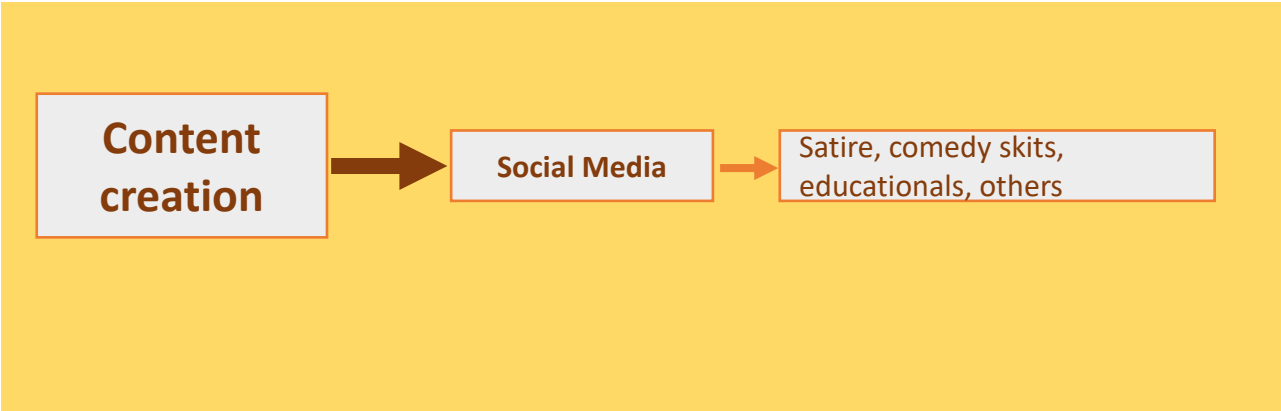 Content
creation
Social Media
Satire, comedy skits,
educationals, others